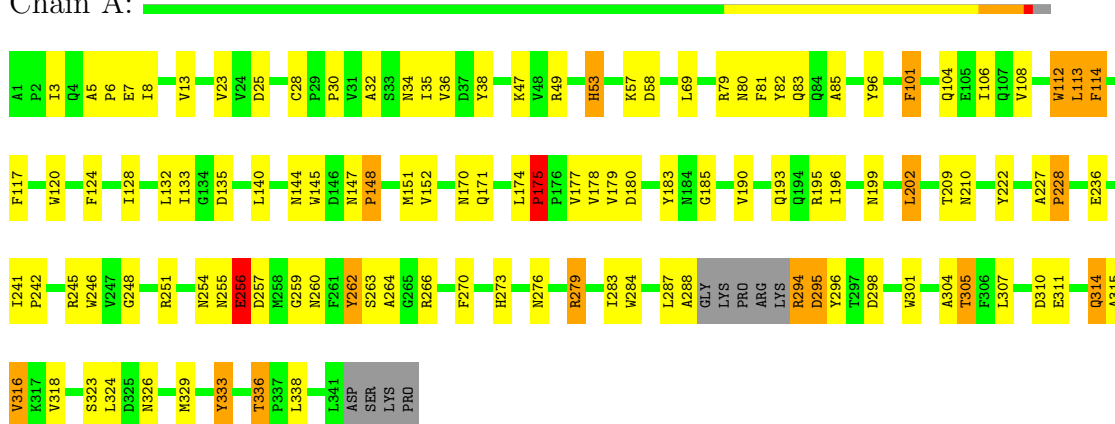 Chain A:
A1 P2 I3 Q4 A5 P6 E7 I8 V13 V23 V24 D25 C28 P29 P30 V31 A32 S33 N34 I35 V36 D37 Y38 K47 V48 R49 H53 K57 D58 L69 R79 N80 F81 Y82 Q83 Q84 A85 Y96 F101 Q104 E105 I106 Q107 V108 W112 L113 F114
F117 W120 F124 I128 L132 I133 G134 D135 L140 N144 W145 D146 N147 P148 M151 V152 N170 Q171 L174 P175 P176 V177 V178 V179 D180 Y183 N184 G185 V190 Q193 Q194 R195 I196 N199 L202 T209 N210 Y222 A227 P228 E236
I241 P242 R245 W246 V247 G248 R251 N254 N255 E256 D257 M258 G259 N260 F261 Y262 S263 A264 G265 R266 F270 H273 N276 R279 I283 W284 L287 A288 GLY LYS PRO ARG LYS R294 D295 Y296 T297 D298 W301 A304 T305 F306 L307 D310 E311 Q314 A315
V316 K317 V318 S323 L324 D325 N326 M329 Y333 T336 P337 L338 L341 ASP SER LYS PRO